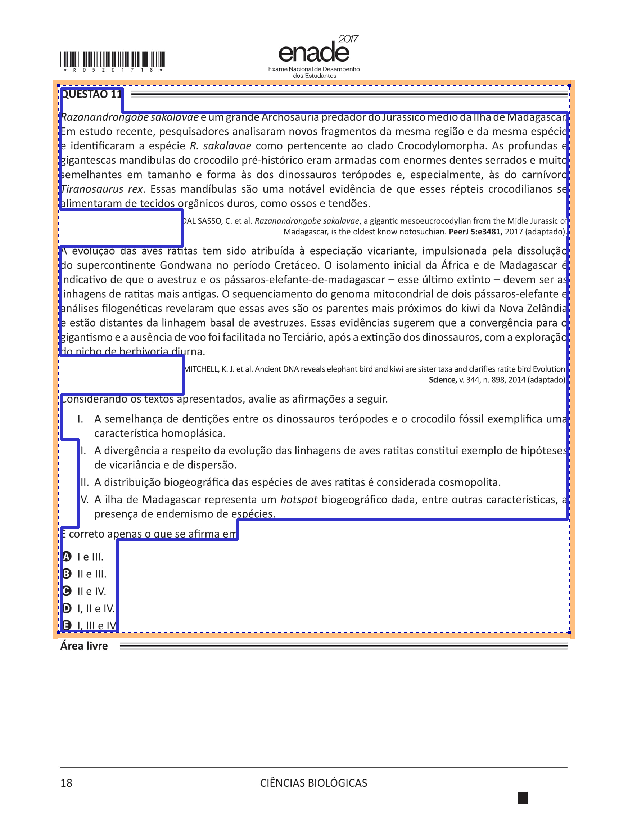 *R05201718*
enade
2017
Exame Nacional de Desempenho
dos Estudantes
QUESTÃO 11
Razanandrongobe sakalavae é um grande Archosauria predador do Jurássico médio da Ilha de Madagascar.
Em estudo recente, pesquisadores analisaram novos fragmentos da mesma região e da mesma espécie
e identificaram a espécie R. sakalavae como pertencente ao clado Crocodylomorpha. As profundas e
gigantescas mandíbulas do crocodilo pré-histórico eram armadas com enormes dentes serrados e muito
semelhantes em tamanho e forma às dos dinossauros terópodes e, especialmente, às do carnívoro
Tiranosaurus rex. Essas mandíbulas são uma notável evidência de que esses répteis crocodilianos se
alimentaram de tecidos orgânicos duros, como ossos e tendões.
DAL SASSO, C. et al. Razanandrongobe sakalavae, a gigantic mesoeucrocodylian from the Midle Jurassic of
Madagascar, is the oldest know notosuchian. PeerJ 5:e3481, 2017 (adaptado).
A evolução das aves ratitas tem sido atribuída à especiação vicariante, impulsionada pela dissolução
do supercontinente Gondwana no período Cretáceo. O isolamento inicial da África e de Madagascar é
indicativo de que o avestruz e os pássaros-elefante-de-madagascar – esse último extinto – devem ser as
linhagens de ratitas mais antigas. O sequenciamento do genoma mitocondrial de dois pássaros-elefante e
análises filogenéticas revelaram que essas aves são os parentes mais próximos do kiwi da Nova Zelândia
e estão distantes da linhagem basal de avestruzes. Essas evidências sugerem que a convergência para o
gigantismo e a ausência de voo foi facilitada no Terciário, após a extinção dos dinossauros, com a exploração
do nicho de herbivoria diurna.
MITCHELL, K. J. et al. Ancient DNA reveals elephant bird and kiwi are sister taxa and clarifies ratite bird Evolution.
Science, v. 344, n. 898, 2014 (adaptado).
Considerando os textos apresentados, avalie as afirmações a seguir.
I. A semelhança de dentições entre os dinossauros terópodes e o crocodilo fóssil exemplifica uma
característica homoplásica.
II. A divergência a respeito da evolução das linhagens de aves ratitas constitui exemplo de hipóteses
de vicariância e de dispersão.
III. A distribuição biogeográfica das espécies de aves ratitas é considerada cosmopolita.
IV. A ilha de Madagascar representa um hotspot biogeográfico dada, entre outras características, a
presença de endemismo de espécies.
É correto apenas o que se afirma em
A I e III.
B II e III.
C II e IV.
D I, II e IV.
E I, III e IV.
Área livre
18
CIÊNCIAS BIOLÓGICAS